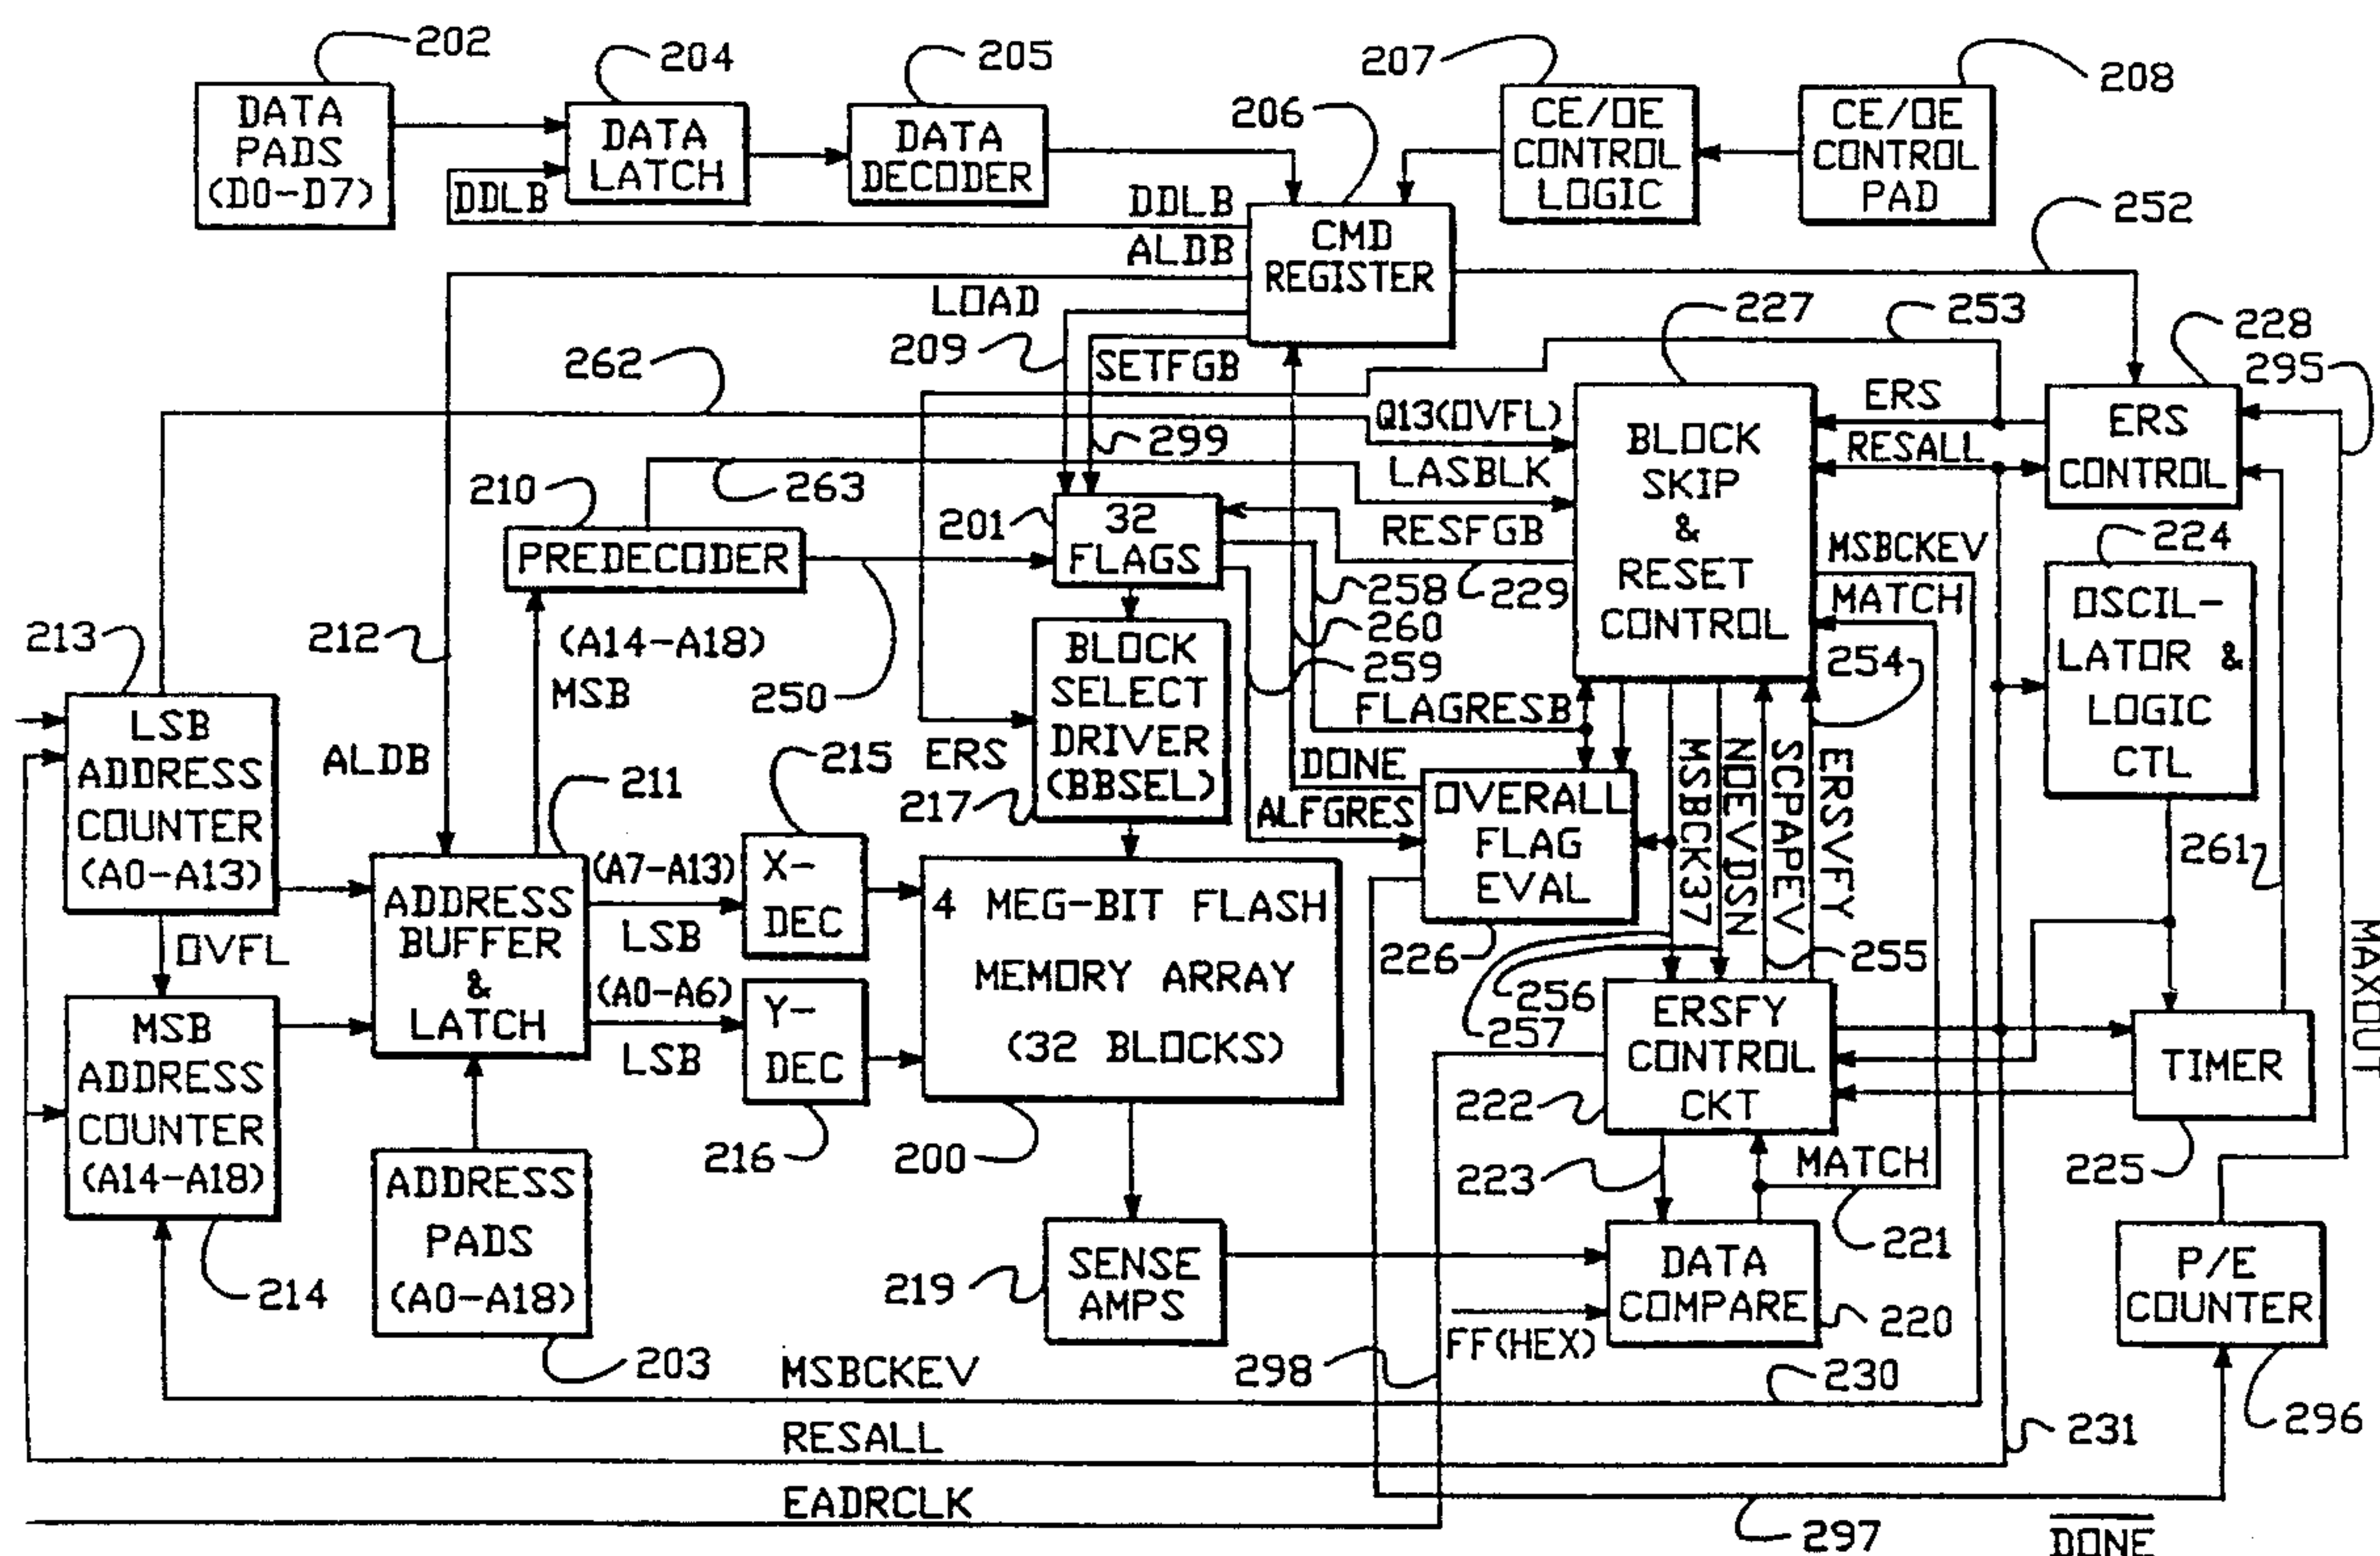 202
204
205
207
208
206
DATA
PADS
(D0-D7)
DATA
LATCH
DATA
DECODER
CE/OE
CONTROL
LOGIC
CE/OE
CONTROL
PAD
DDLB
DDLB
ALDB
CMD
REGISTER
252
LOAD
209
SETFGB
262
227
253
228
295
ERS
RESALL
ERS
CONTROL
Q13(OVFL)
299
LASBLK
263
210
201
32
FLAGS
RESFGB
BLOCK
SKIP
&
RESET
CONTROL
PREDECODER
MSBCKEV
MATCH
224
OSCIL-
LATOR &
LOGIC
CTL
258
229
260
259
254
213
212
(A14-A18)
MSB
250
BLOCK
SELECT
DRIVER
(BBSEL)
FLAGRESB
LSB
ADDRESS
COUNTER
(A0-A13)
ALDB
211
215
ERS
217
DONE
ALFGRES
OVERALL
FLAG
EVAL
MSBCK37
NOEVDSN
SCPAPEV
ERSVFY
261
MAXOUT
(A7-A13)
LSB
X-
DEC
4 MEG-BIT FLASH
MEMORY ARRAY
(32 BLOCKS)
226
255
256
257
OVFL
ADDRESS
BUFFER
&
LATCH
(A0-A6)
LSB
Y-
DEC
MSB
ADDRESS
COUNTER
(A14-A18)
ERSFY
CONTROL
CKT
TIMER
222
216
200
223
MATCH
225
ADDRESS
PADS
(A0-A18)
221
214
219
SENSE
AMPS
DATA
COMPARE
FF(HEX)
220
P/E
COUNTER
203
298
MSBCKEV
230
296
RESALL
231
EADRCLK
297
DONE